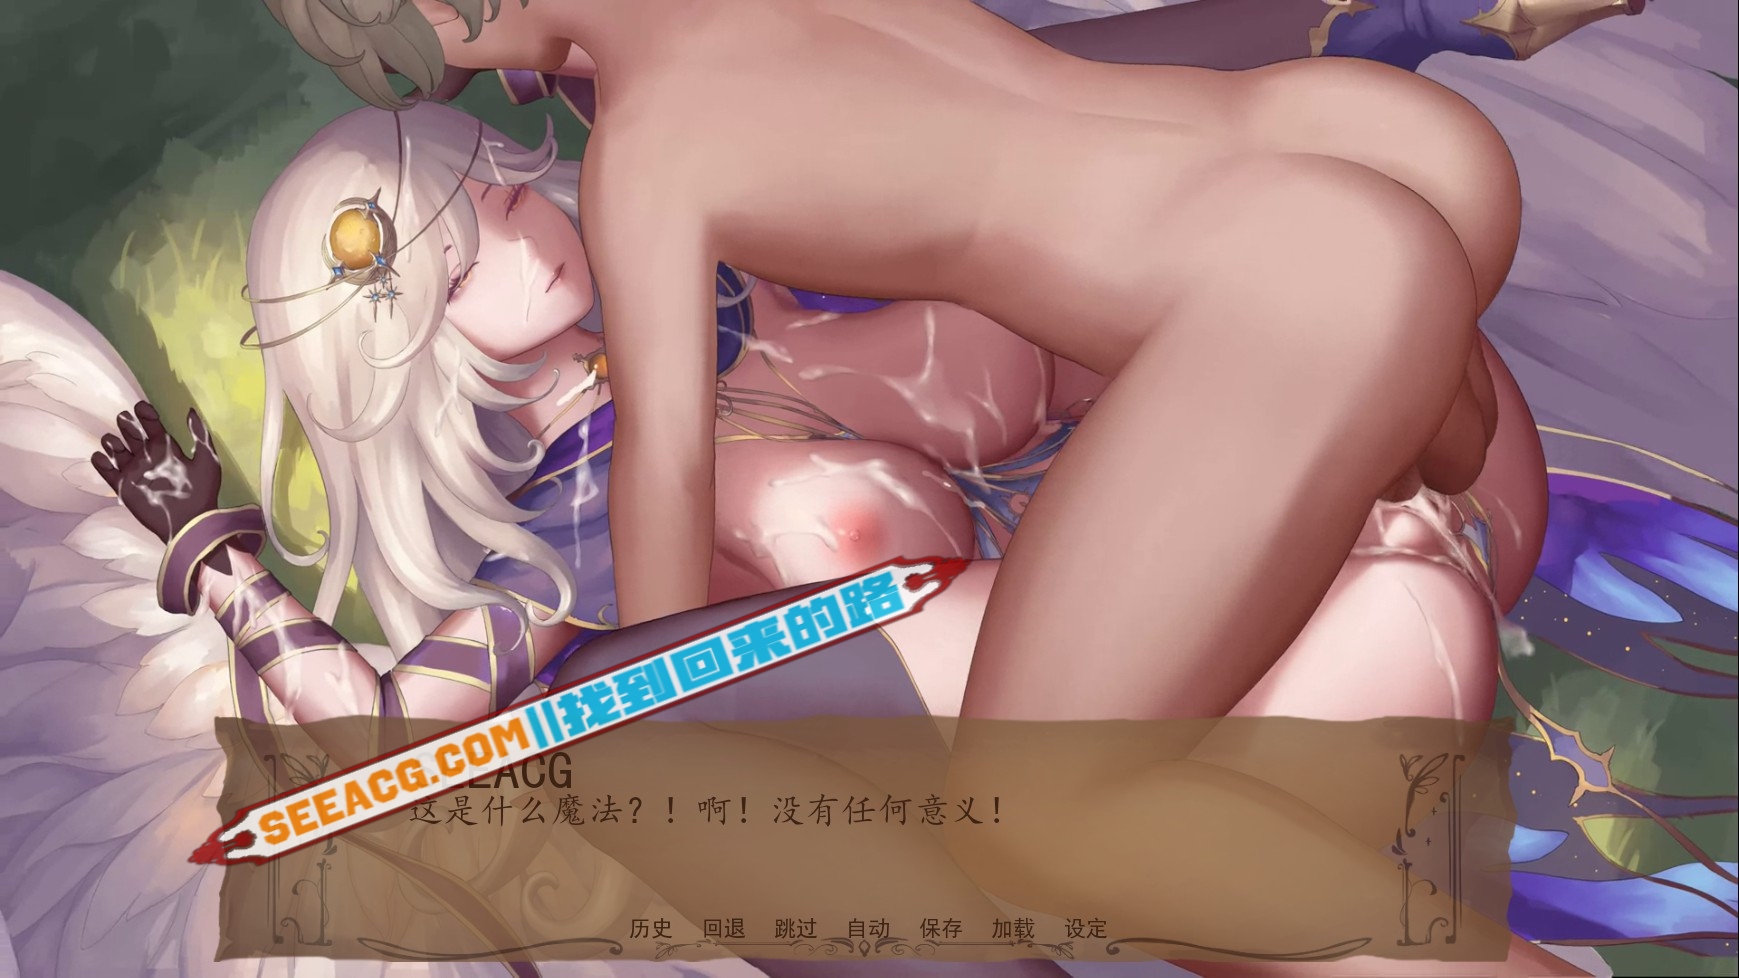 SEEACG.COM||找到回来的路
这是什么魔法？！啊！没有任何意义！
历史 回退 跳过 自动 保存 加载 设定